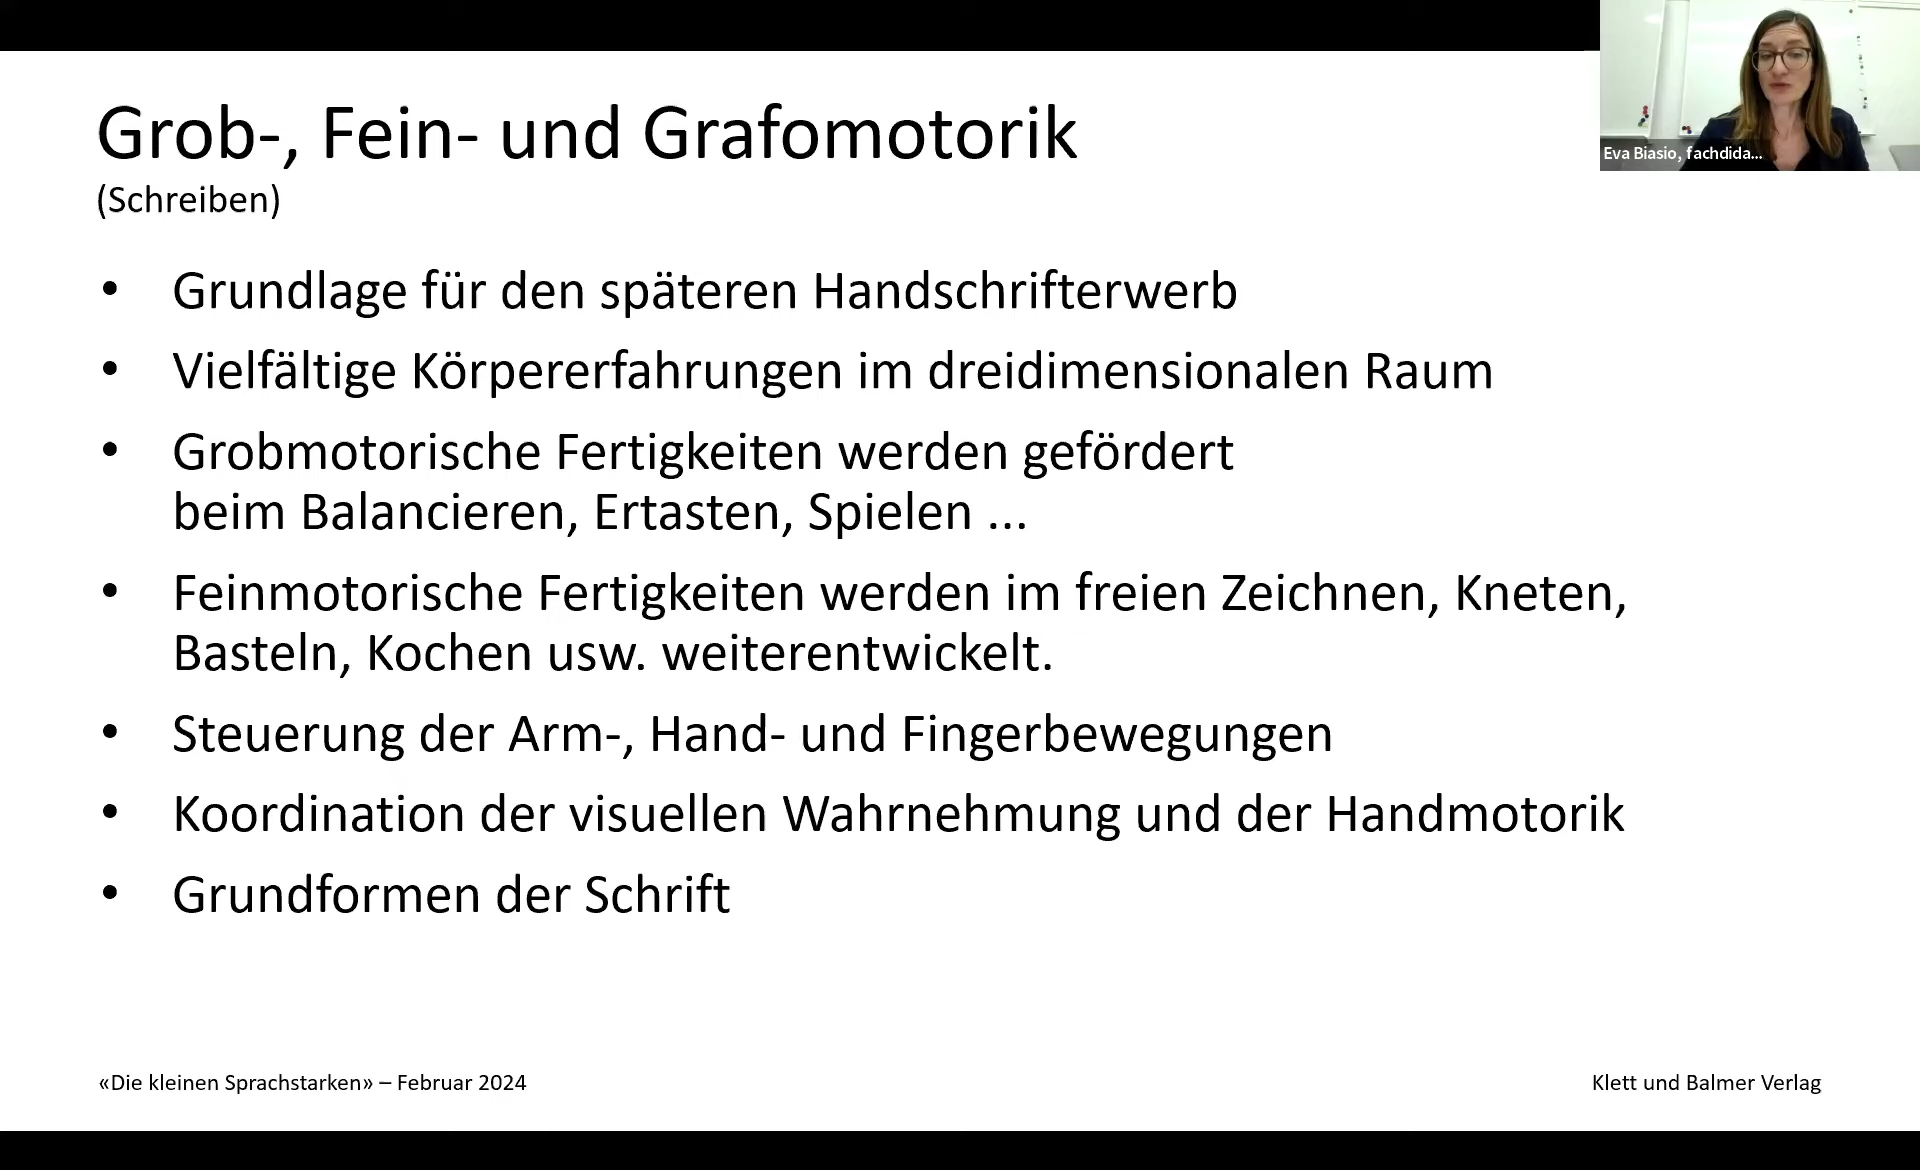 Grob-, Fein- und Grafomotorik
(Schreiben)
• Grundlage für den späteren Handschrifterwerb
• Vielfältige Körpererfahrungen im dreidimensionalen Raum
• Grobmotorische Fertigkeiten werden gefördert
beim Balancieren, Ertasten, Spielen ...
• Feinmotorische Fertigkeiten werden im freien Zeichnen, Kneten,
Basteln, Kochen usw. weiterentwickelt.
• Steuerung der Arm-, Hand- und Fingerbewegungen
• Koordination der visuellen Wahrnehmung und der Handmotorik
• Grundformen der Schrift
«Die kleinen Sprachstarken» – Februar 2024
Klett und Balmer Verlag
Eva Biasio, fachdida...